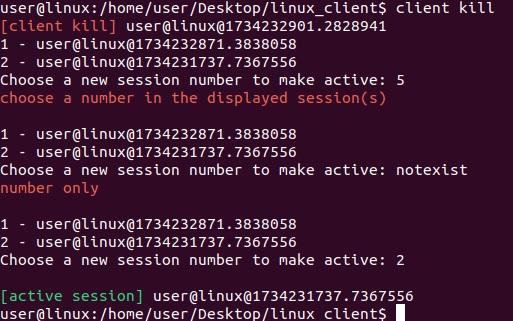 user@linux:/home/user/Desktop/linux_client$ client kill
[client kill] user@linux@1734232901.2828941
1 - user@linux@1734232871.3838058
2 - user@linux@1734231737.7367556
Choose a new session number to make active: 5
choose a number in the displayed session(s)
1 - user@linux@1734232871.3838058
2 - user@linux@1734231737.7367556
Choose a new session number to make active: notexist
number only
1 - user@linux@1734232871.3838058
2 - user@linux@1734231737.7367556
Choose a new session number to make active: 2
[active session] user@linux@1734231737.7367556
user@linux:/home/user/Desktop/linux_client$